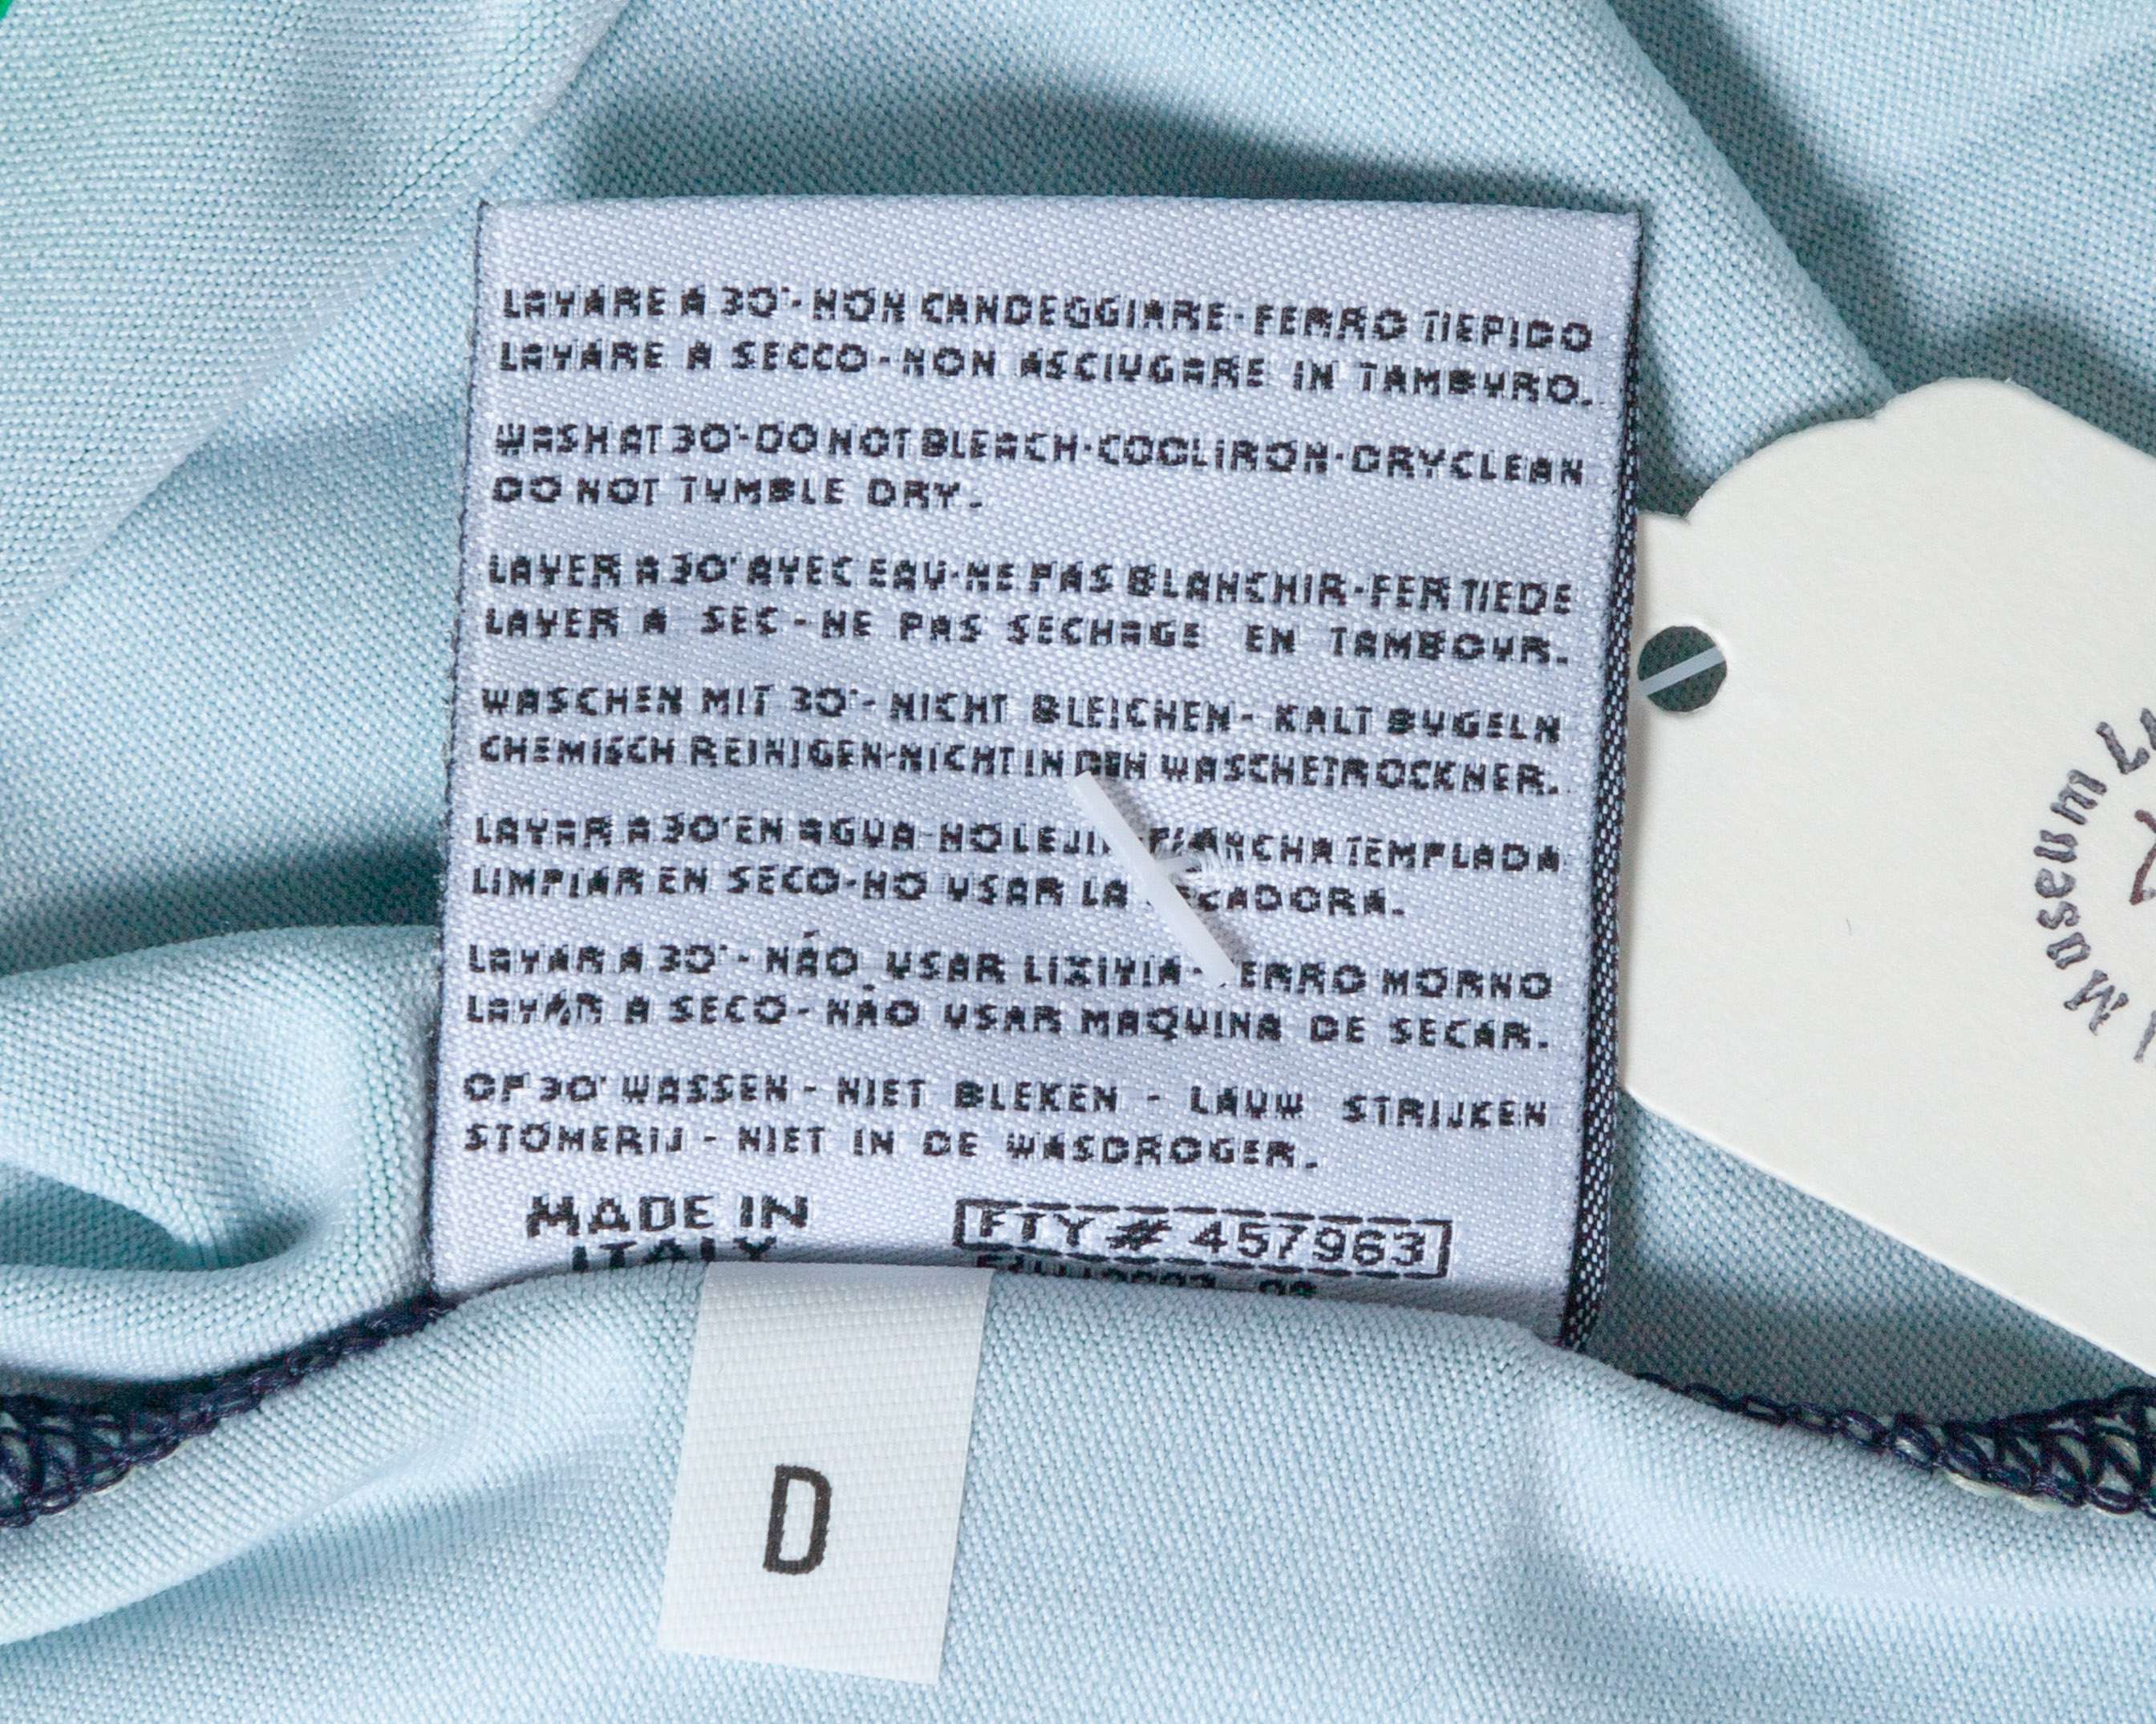 LAVARE A 30°-NON CANDEGGIARE-FERRO TIEPIDO
LAVARE A SECCO-NON ASCIUGARE IN TAMBURO.
WASH AT 30°-DO NOT BLEACH-COOL IRON-DRYCLEAN
DO NOT TUMBLE DRY.
LAVER A 30° AVEC EAU-NE PAS BLANCHIR-FER TIEDE
LAVER A SEC-NE PAS SECHAGE EN TAMBOUR.
WASCHEN MIT 30°-NICHT BLEICHEN-KALT BUGELN
CHEMISCH REINIGEN-NICHT IN DEN WASCHETROCKNER.
LAVAR A 30° EN AGUA-NO TEMPLADA
LIMPIAR EN SECO-NO USAR LA
LAVAR A 30°-NÃO USAR LIXIVIA- MORNO
LAVAR A SECO-NÃO USAR MAQUINA DE SECAR.
OP 30° WASSEN - NIET BLEKEN - LAUW STRIJKEN
STOMERIJ - NIET IN DE WASDROGER.
MADE IN
ITALY
FTY # 457963
D
Museum